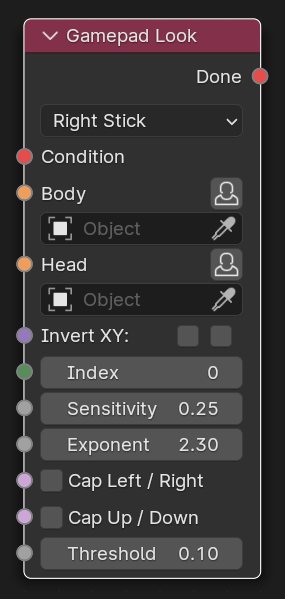 Gamepad Look
Done
Right Stick
Condition
Body
Object
Head
Object
Invert XY:
Index 0
Sensitivity 0.25
Exponent 2.30
Cap Left / Right
Cap Up / Down
Threshold 0.10